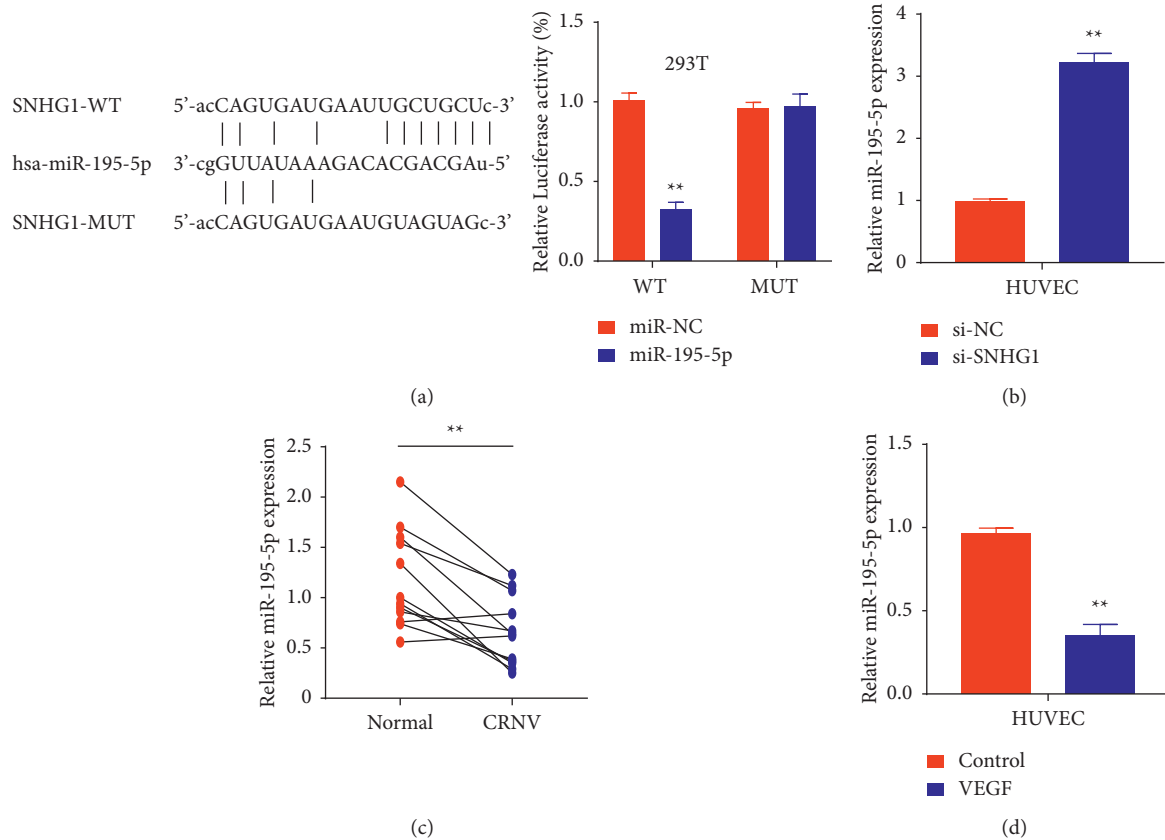 SNHG1-WT 5'-acCAGUGAUGAAUUGCUGCUc-3'
hsa-miR-195-5p 3'-cgGUUAUAAAGACACGACGAu-5'
SNHG1-MUT 5'-acCAGUGAUGAAUGUAGUAGc-3'
Relative Luciferase activity (%)
1.5
1.0
0.5
0.0
293T
**
WT MUT
miR-NC
miR-195-5p
(a)
Relative miR-195-5p expression
4
3
2
1
0
**
HUVEC
si-NC
si-SNHG1
(b)
Relative miR-195-5p expression
2.5
2.0
1.5
1.0
0.5
0
**
Normal CRNV
(c)
Relative miR-195-5p expression
1.5
1.0
0.5
0.0
**
HUVEC
Control
VEGF
(d)